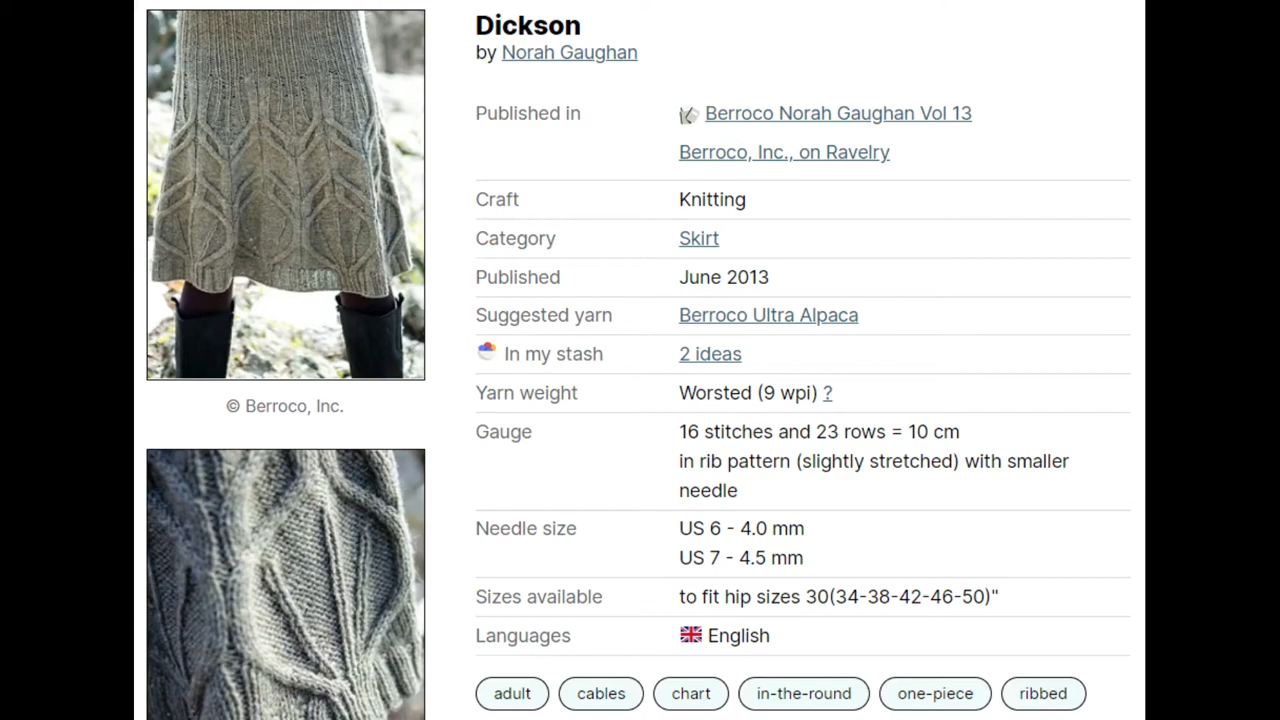 Dickson
by Norah Gaughan
Published in
Berroco Norah Gaughan Vol 13
Berroco, Inc., on Ravelry
Craft
Knitting
Category
Skirt
Published
June 2013
Suggested yarn
Berroco Ultra Alpaca
In my stash
2 ideas
Yarn weight
Worsted (9 wpi) ?
Gauge
16 stitches and 23 rows = 10 cm
in rib pattern (slightly stretched) with smaller
needle
Needle size
US 6 - 4.0 mm
US 7 - 4.5 mm
Sizes available
to fit hip sizes 30(34-38-42-46-50)"
Languages
English
adult
cables
chart
in-the-round
one-piece
ribbed
© Berroco, Inc.